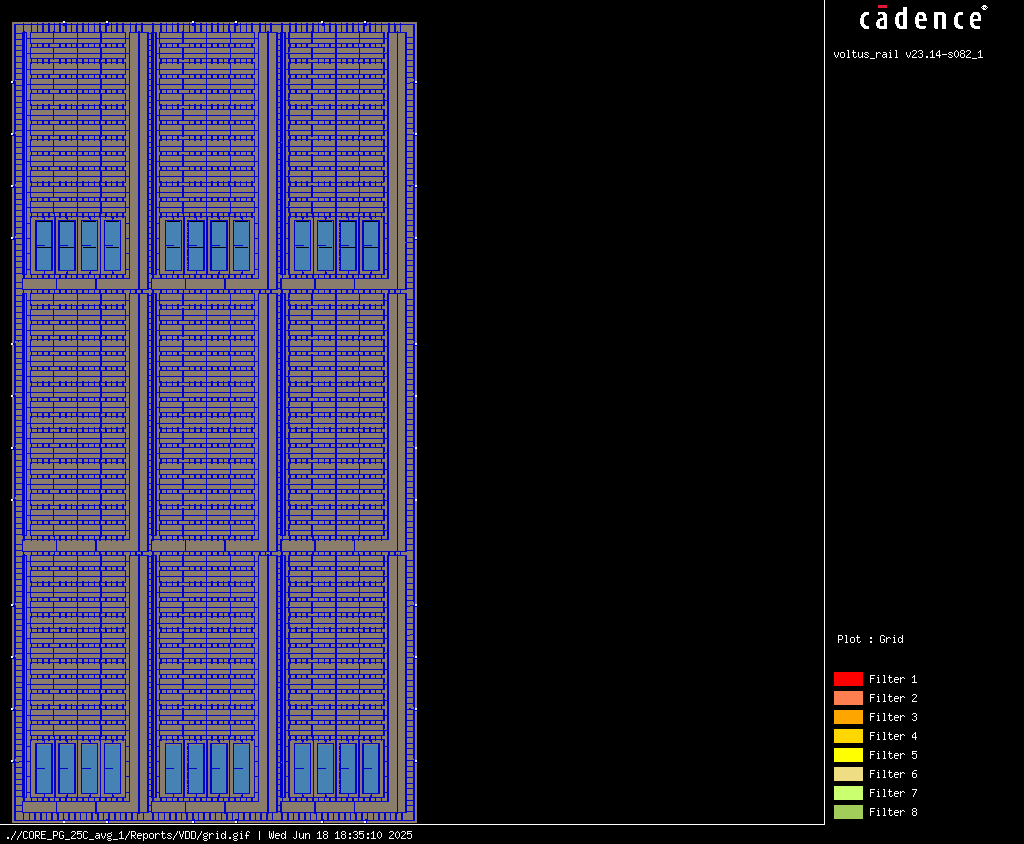 cādence®
voltus_rail v23.14-s082_1
Plot : Grid
Filter 1
Filter 2
Filter 3
Filter 4
Filter 5
Filter 6
Filter 7
Filter 8
.//CORE_PG_25C_avg_1/Reports/VDD/grid.gif | Wed Jun 18 18:35:10 2025